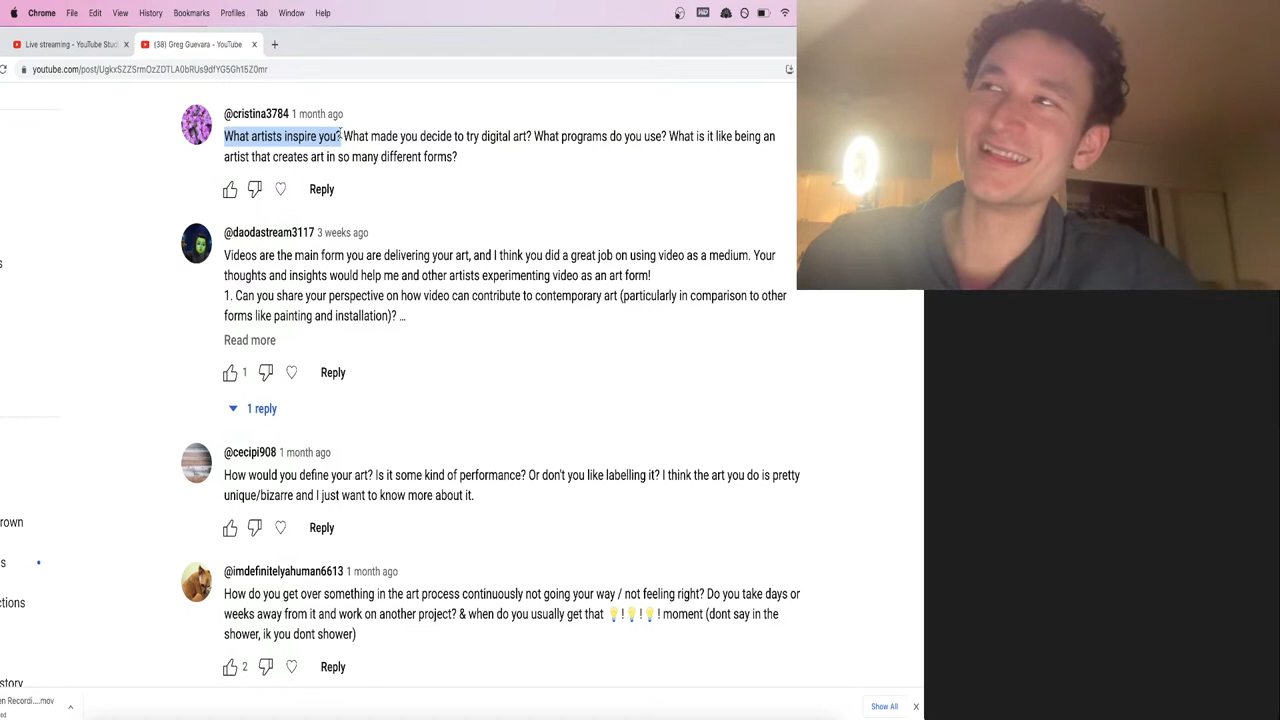 Chrome File Edit View History Bookmarks Profiles Tab Window Help
Live streaming - YouTube Stud
(38) Greg Guevara - YouTube
youtube.com/post/UgkxSZZSrmOzZDTLA0bRUs9dfYG5Gh15Z0mr
@cristina3784 1 month ago
What artists inspire you? What made you decide to try digital art? What programs do you use? What is it like being an
artist that creates art in so many different forms?
Reply
@daodastream3117 3 weeks ago
Videos are the main form you are delivering your art, and I think you did a great job on using video as a medium. Your
thoughts and insights would help me and other artists experimenting video as an art form!
1. Can you share your perspective on how video can contribute to contemporary art (particularly in comparison to other
forms like painting and installation)? ...
Read more
1 Reply
1 reply
@cecipi908 1 month ago
How would you define your art? Is it some kind of performance? Or don't you like labelling it? I think the art you do is pretty
unique/bizarre and I just want to know more about it.
Reply
rown
@imdefinitelyahuman6613 1 month ago
How do you get over something in the art process continuously not going your way / not feeling right? Do you take days or
weeks away from it and work on another project? & when do you usually get that 💡!💡!💡! moment (dont say in the
shower, ik you dont shower)
2 Reply
ctions
story
en Recordi....mov
Show All